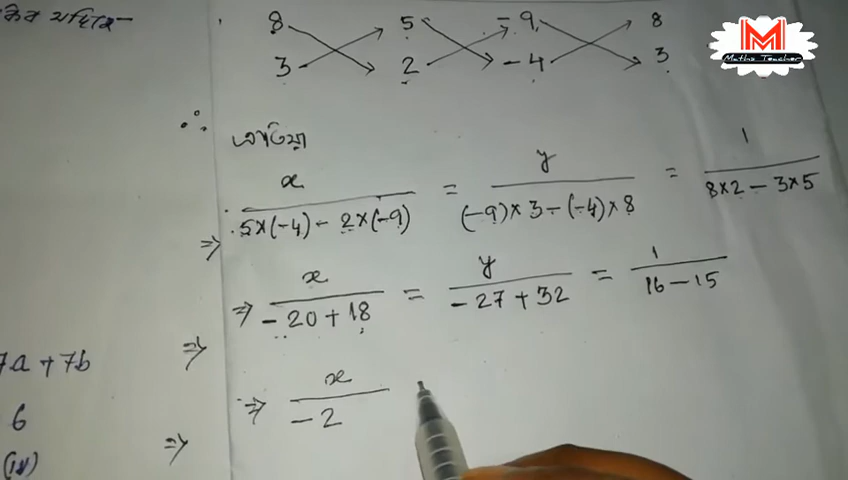 8 5 -9 8
3 2 -4 3
M
Maths Teacher
∴
x/(5×(-4) - 2×(-9)) = y/((-9)×3 - (-4)×8) = 1/(8×2 - 3×5)
⇒
⇒ x/(-20+18) = y/(-27+32) = 1/(16-15)
7a + 7b ⇒
⇒ x/(-2)
6
(iv) ⇒